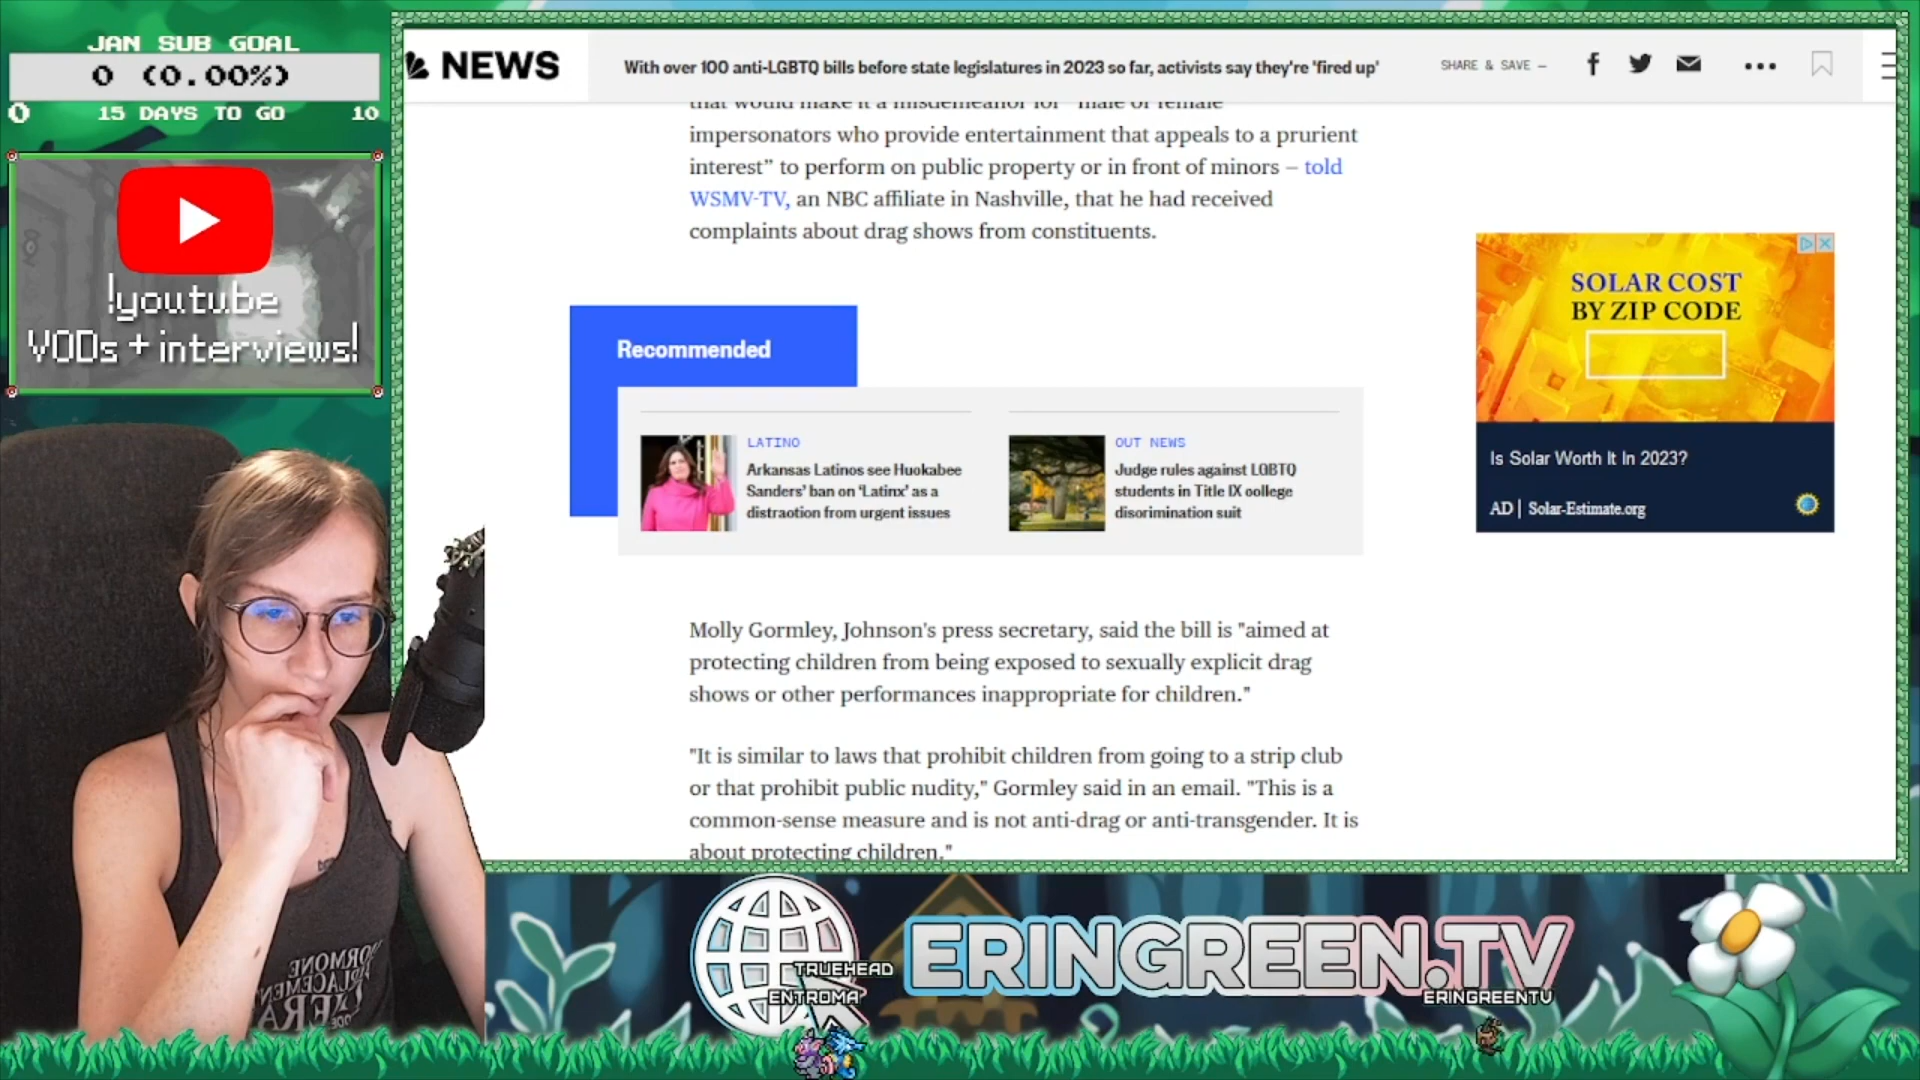 JAN SUB GOAL
0 (0.00%)
0 15 DAYS TO GO 10
!youtube
VODs + interviews!
NEWS
With over 100 anti-LGBTQ bills before state legislatures in 2023 so far, activists say they're 'fired up'
SHARE & SAVE —
that would make it a misdemeanor for "male or female
impersonators who provide entertainment that appeals to a prurient
interest” to perform on public property or in front of minors — told
WSMV-TV, an NBC affiliate in Nashville, that he had received
complaints about drag shows from constituents.
Recommended
LATINO
Arkansas Latinos see Huckabee
Sanders’ ban on ‘Latinx’ as a
distraction from urgent issues
OUT NEWS
Judge rules against LGBTQ
students in Title IX college
discrimination suit
SOLAR COST
BY ZIP CODE
Is Solar Worth It In 2023?
AD | Solar-Estimate.org
Molly Gormley, Johnson's press secretary, said the bill is "aimed at
protecting children from being exposed to sexually explicit drag
shows or other performances inappropriate for children."
"It is similar to laws that prohibit children from going to a strip club
or that prohibit public nudity," Gormley said in an email. "This is a
common-sense measure and is not anti-drag or anti-transgender. It is
about protecting children."
ERINGREEN.TV
TRUEHEAD
ENTROMA
ERINGREENTV